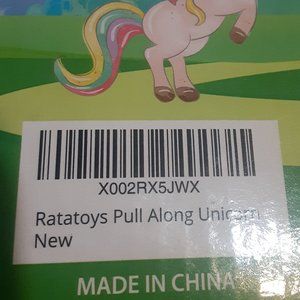 X002RX5JWX
Ratatoys Pull Along Unicorn
New
MADE IN CHINA